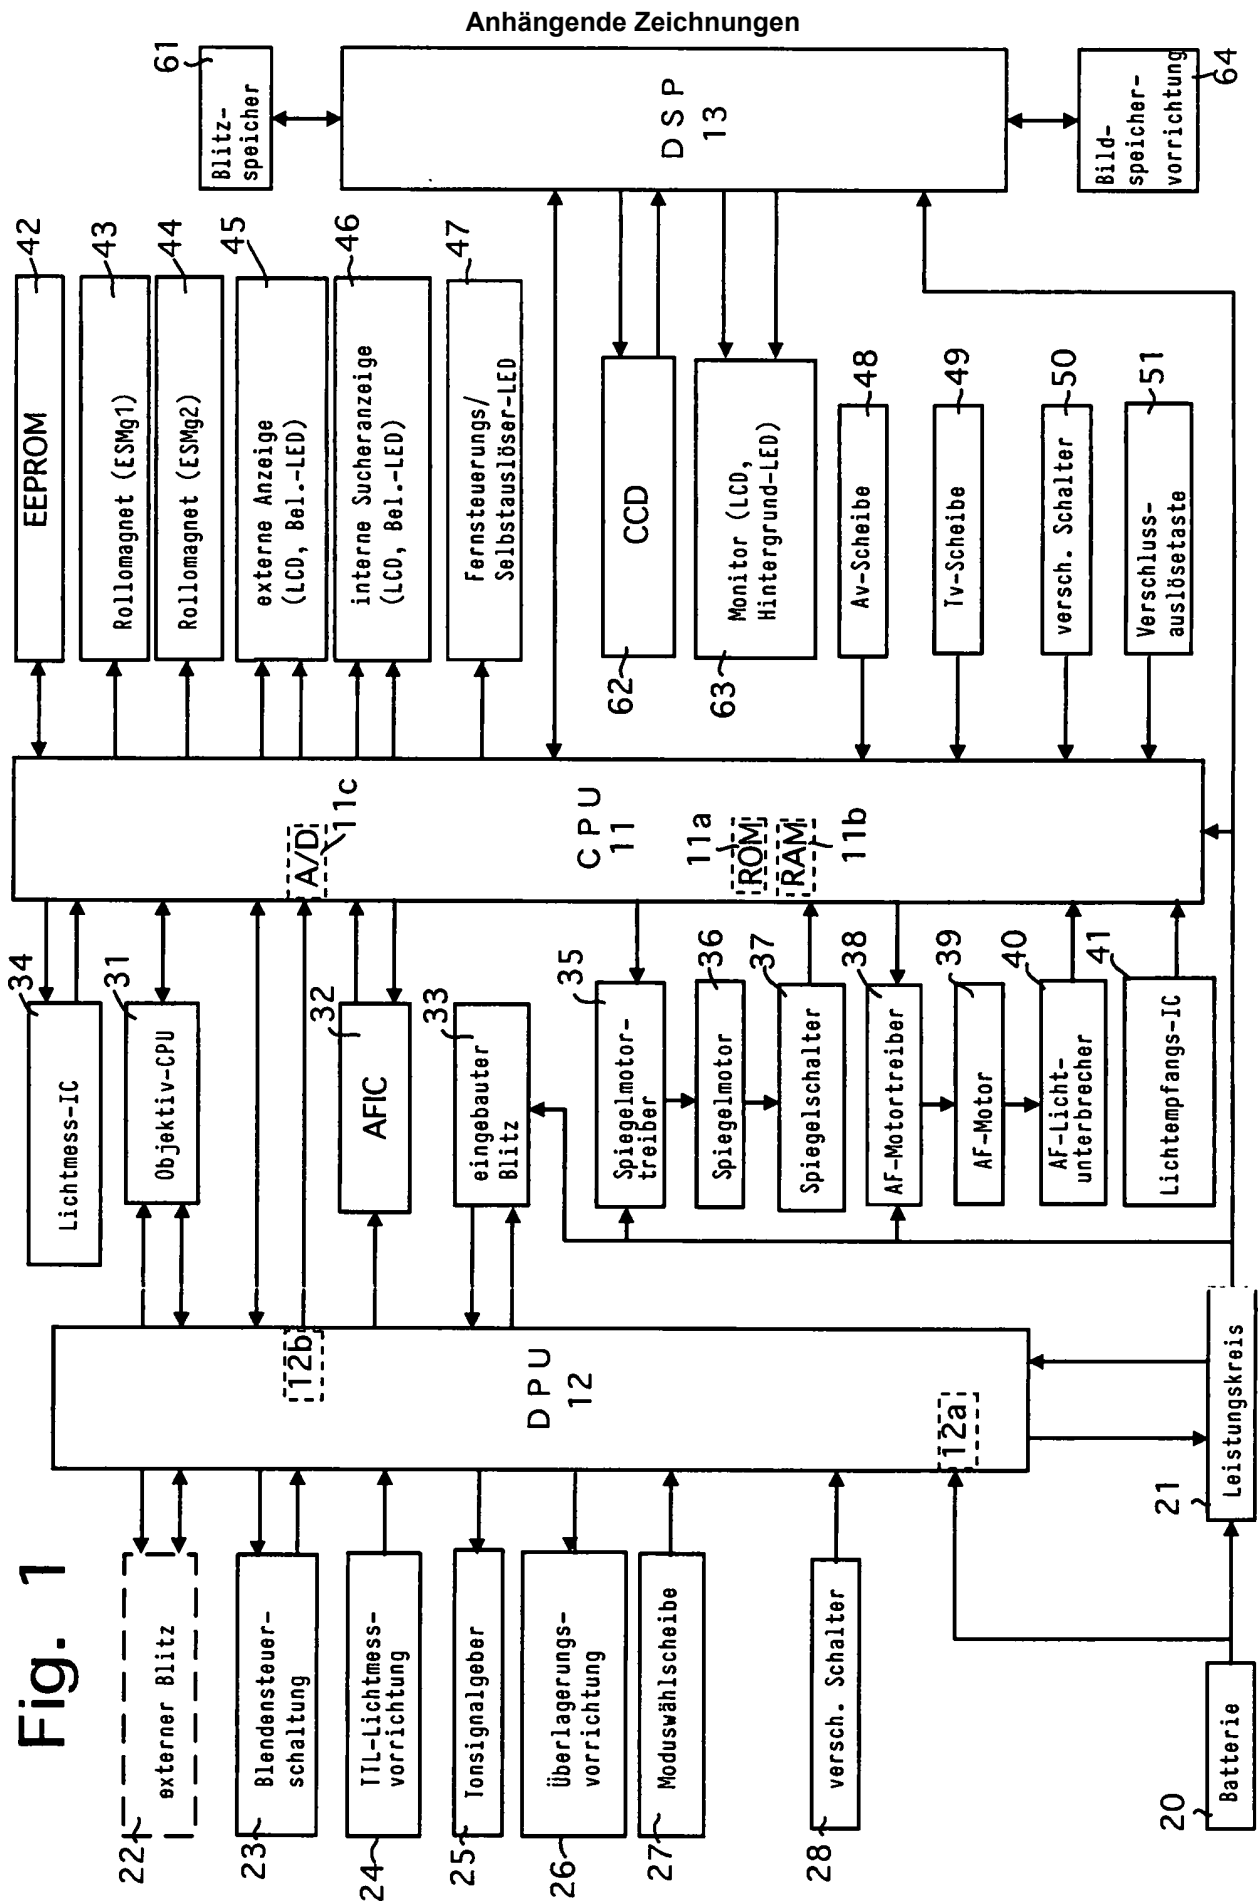 Anhängende Zeichnungen
Fig. 1
externer Blitz
22
Blendensteuer-
schaltung
23
TTL-Lichtmess-
vorrichtung
24
Tonsignalgeber
25
Überlagerungs-
vorrichtung
26
Moduswählscheibe
27
versch. Schalter
28
Batterie
20
Leistungskreis
21
DPU
12
12b
12a
Lichtmess-IC
34
Objektiv-CPU
31
AFIC
32
eingebauter
Blitz
33
Spiegelmotor-
treiber
35
Spiegelmotor
36
Spiegelschalter
37
AF-Motortreiber
38
AF-Motor
39
AF-Licht-
unterbrecher
40
Lichtempfangs-IC
41
CPU
11
A/D
11c
11a
ROM
RAM
11b
EEPROM
42
Rollomagnet (ESMg1)
43
Rollomagnet (ESMg2)
44
externe Anzeige
(LCD, Bel.-LED)
45
interne Sucheranzeige
(LCD, Bel.-LED)
46
Fernsteuerungs/
Selbstauslöser-LED
47
CCD
62
Monitor (LCD,
Hintergrund-LED)
63
Av-Scheibe
48
Tv-Scheibe
49
versch. Schalter
50
Verschluss-
auslösetaste
51
Blitz-
speicher
61
DSP
13
Bild-
speicher-
vorrichtung
64